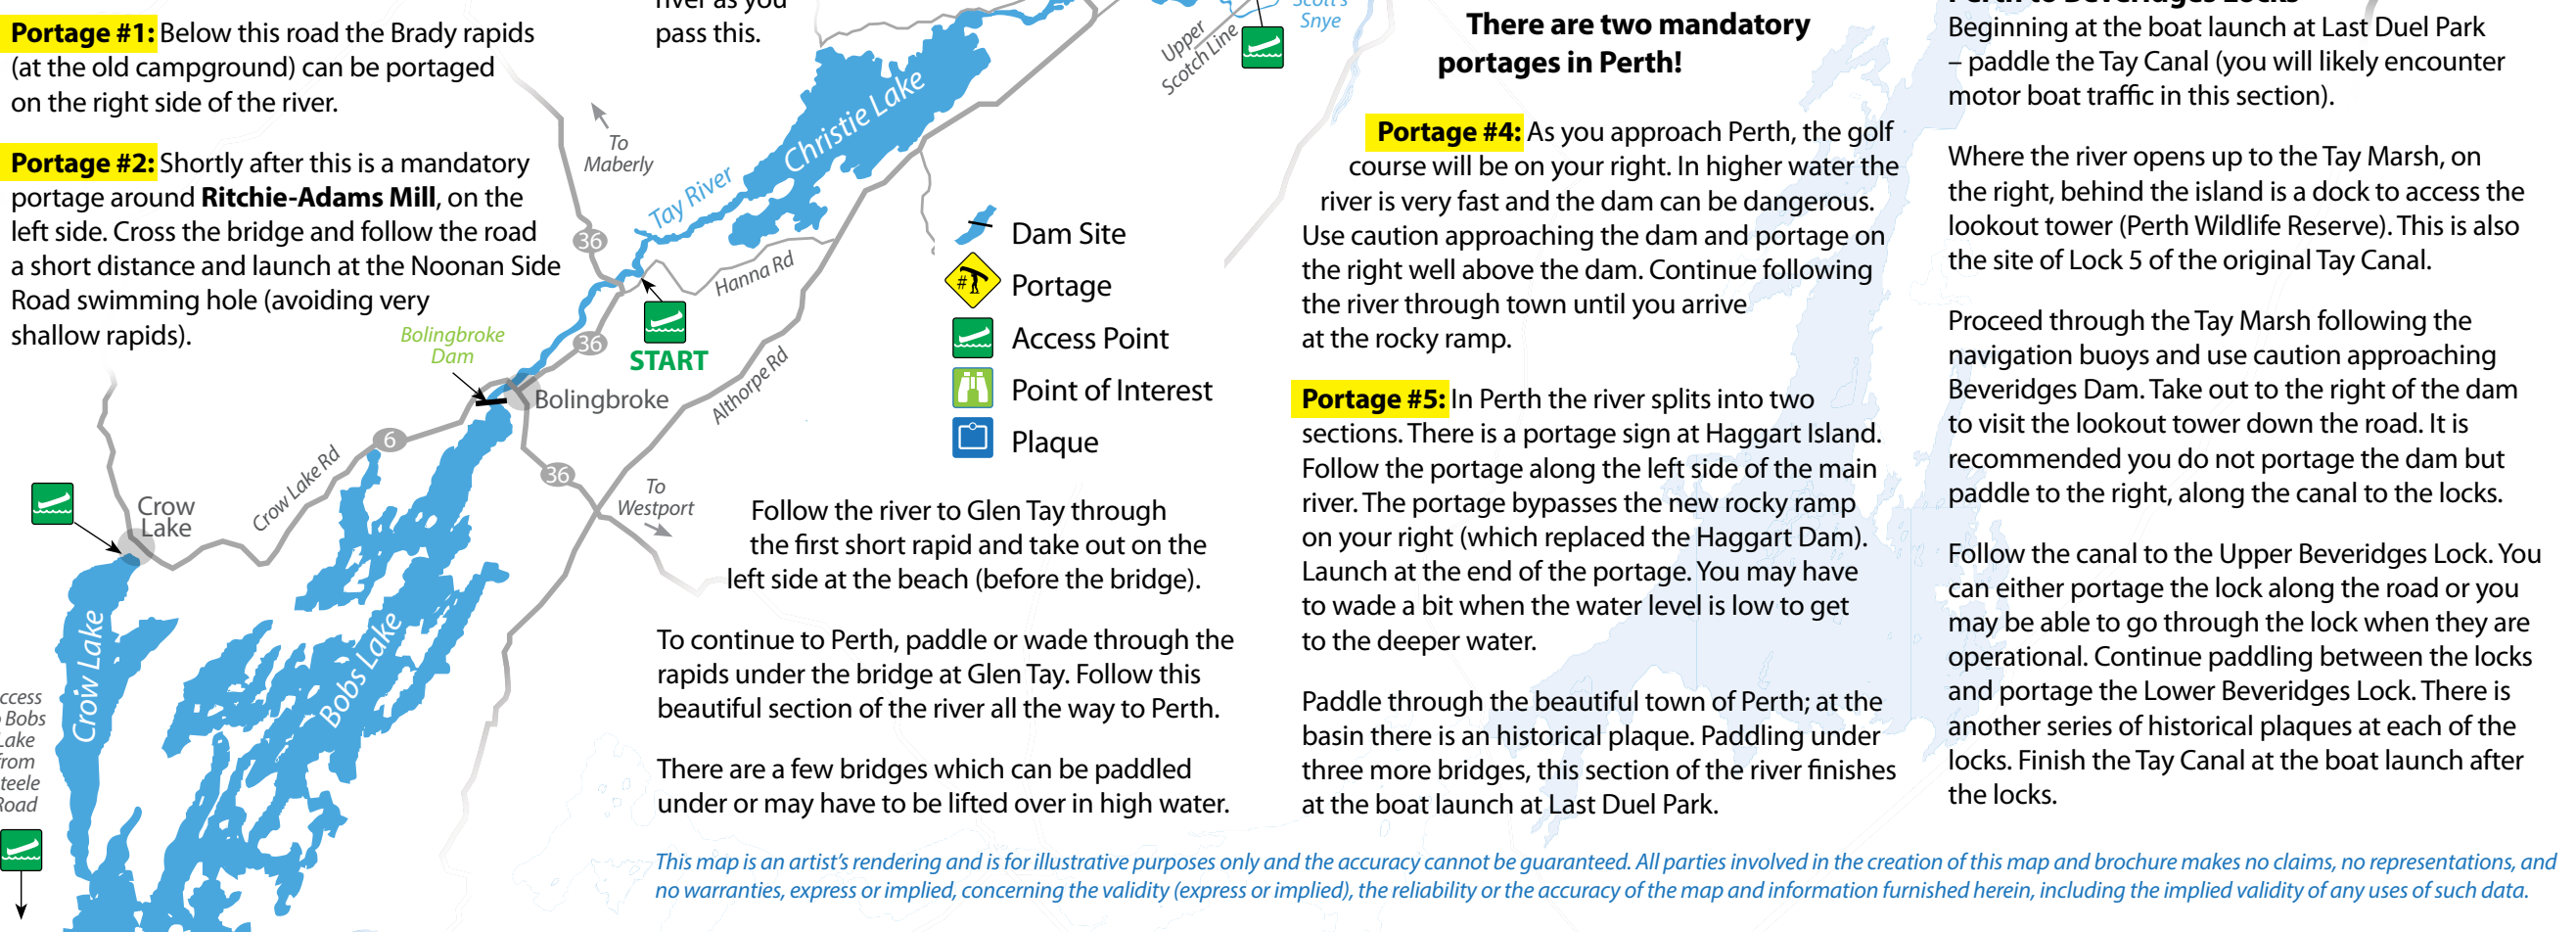 Portage #1: Below this road the Brady rapids
(at the old campground) can be portaged
on the right side of the river.
Portage #2: Shortly after this is a mandatory
portage around Ritchie-Adams Mill, on the
left side. Cross the bridge and follow the road
a short distance and launch at the Noonan Side
Road swimming hole (avoiding very
shallow rapids).
river as you
pass this.
To
Maberly
Tay River
Christie Lake
36
Hanna Rd
START
36
Bolingbroke
Dam
Bolingbroke
Althorpe Rd
6
Crow Lake Rd
36
To
Westport
Crow
Lake
Crow Lake
Bobs Lake
Bobs
Lake
Road
Upper
Scotch Line
Scott's
Snye
Dam Site
#
Portage
Access Point
Point of Interest
Plaque
Follow the river to Glen Tay through
the first short rapid and take out on the
left side at the beach (before the bridge).
To continue to Perth, paddle or wade through the
rapids under the bridge at Glen Tay. Follow this
beautiful section of the river all the way to Perth.
There are a few bridges which can be paddled
under or may have to be lifted over in high water.
There are two mandatory
portages in Perth!
Portage #4: As you approach Perth, the golf
course will be on your right. In higher water the
river is very fast and the dam can be dangerous.
Use caution approaching the dam and portage on
the right well above the dam. Continue following
the river through town until you arrive
at the rocky ramp.
Portage #5: In Perth the river splits into two
sections. There is a portage sign at Haggart Island.
Follow the portage along the left side of the main
river. The portage bypasses the new rocky ramp
on your right (which replaced the Haggart Dam).
Launch at the end of the portage. You may have
to wade a bit when the water level is low to get
to the deeper water.
Paddle through the beautiful town of Perth; at the
basin there is an historical plaque. Paddling under
three more bridges, this section of the river finishes
at the boat launch at Last Duel Park.
Perth to Beveridges Locks
Beginning at the boat launch at Last Duel Park
– paddle the Tay Canal (you will likely encounter
motor boat traffic in this section).
Where the river opens up to the Tay Marsh, on
the right, behind the island is a dock to access the
lookout tower (Perth Wildlife Reserve). This is also
the site of Lock 5 of the original Tay Canal.
Proceed through the Tay Marsh following the
navigation buoys and use caution approaching
Beveridges Dam. Take out to the right of the dam
to visit the lookout tower down the road. It is
recommended you do not portage the dam but
paddle to the right, along the canal to the locks.
Follow the canal to the Upper Beveridges Lock. You
can either portage the lock along the road or you
may be able to go through the lock when they are
operational. Continue paddling between the locks
and portage the Lower Beveridges Lock. There is
another series of historical plaques at each of the
locks. Finish the Tay Canal at the boat launch after
the locks.
This map is an artist's rendering and is for illustrative purposes only and the accuracy cannot be guaranteed. All parties involved in the creation of this map and brochure makes no claims, no representations, and
no warranties, express or implied, concerning the validity (express or implied), the reliability or the accuracy of the map and information furnished herein, including the implied validity of any uses of such data.